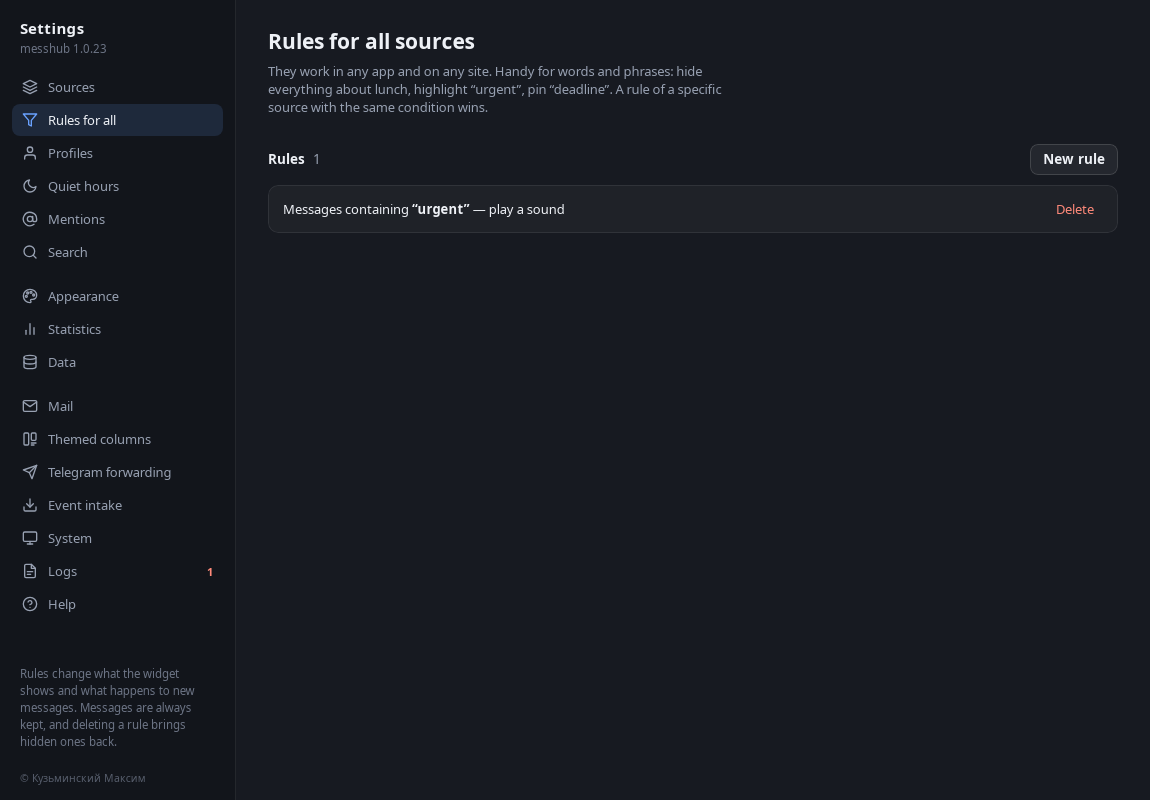 Settings
messhub 1.0.23
Sources
Rules for all
Profiles
Quiet hours
Mentions
Search
Appearance
Statistics
Data
Mail
Themed columns
Telegram forwarding
Event intake
System
Logs 1
Help
Rules change what the widget
shows and what happens to new
messages. Messages are always
kept, and deleting a rule brings
hidden ones back.
© Кузьминский Максим
Rules for all sources
They work in any app and on any site. Handy for words and phrases: hide
everything about lunch, highlight “urgent”, pin “deadline”. A rule of a specific
source with the same condition wins.
Rules 1
New rule
Messages containing “urgent” — play a sound
Delete